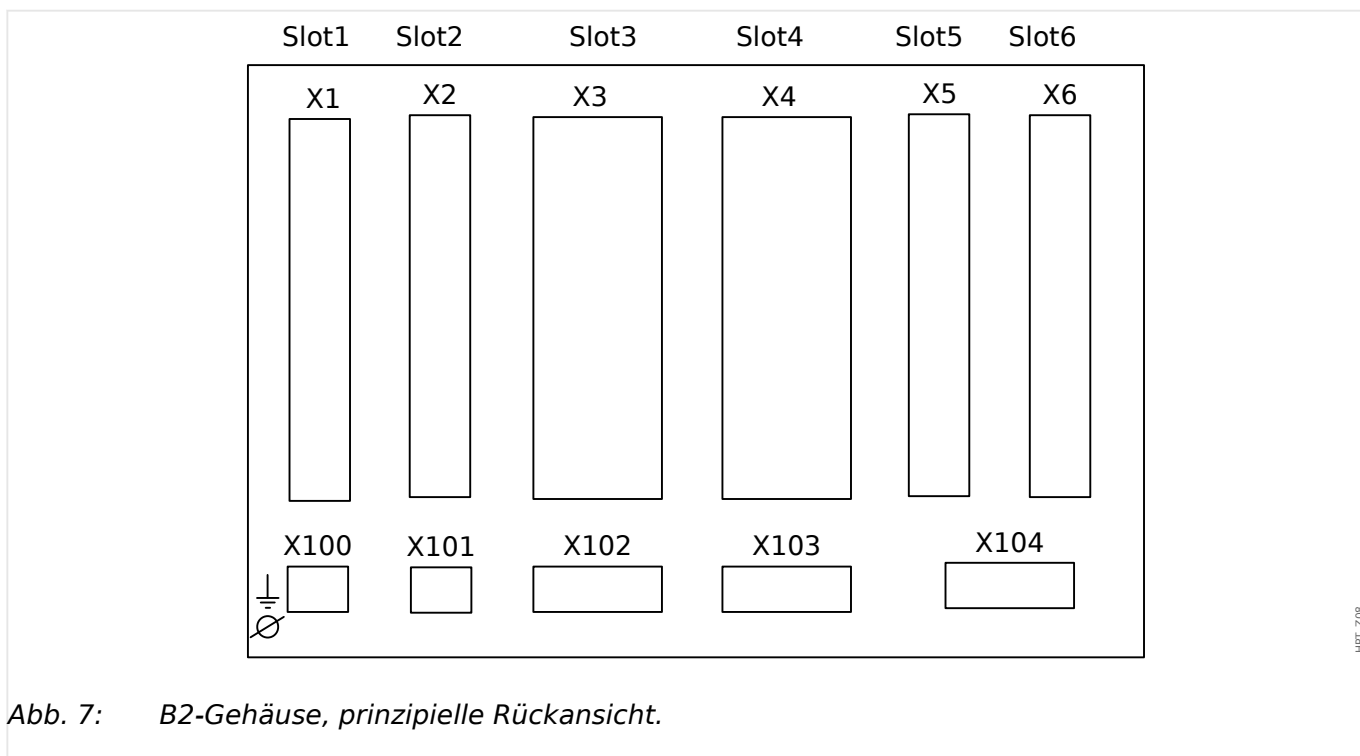 Slot1 Slot2 Slot3 Slot4 Slot5 Slot6
X1 X2 X3 X4 X5 X6
X100 X101 X102 X103 X104
Abb. 7: B2-Gehäuse, prinzipielle Rückansicht.